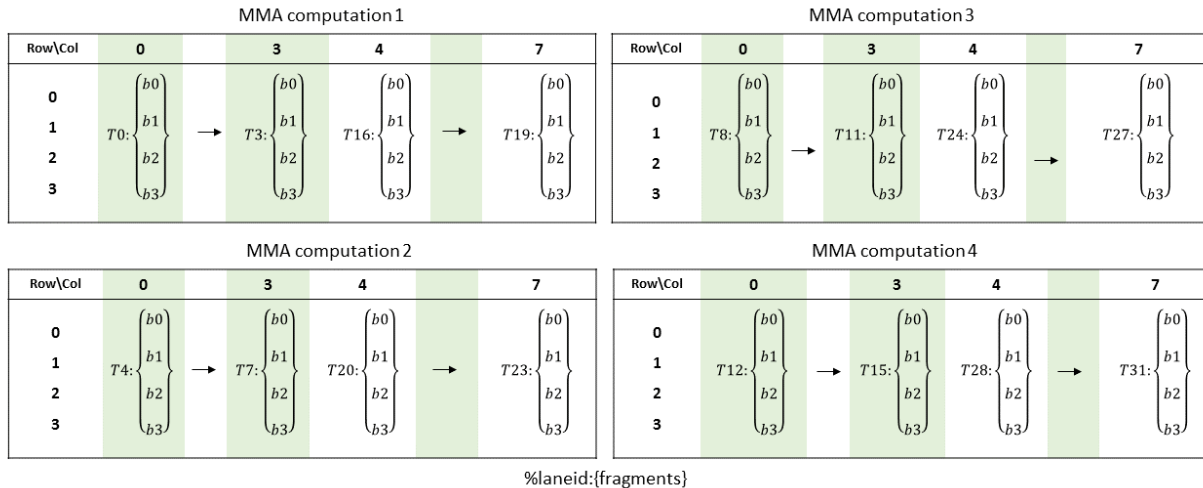 MMA computation 1
Row\Col 0 3 4 7
0
1
2
3
T0: {b0 b1 b2 b3} → T3: {b0 b1 b2 b3} T16: {b0 b1 b2 b3} → T19: {b0 b1 b2 b3}
MMA computation 3
Row\Col 0 3 4 7
0
1
2
3
T8: {b0 b1 b2 b3} → T11: {b0 b1 b2 b3} T24: {b0 b1 b2 b3} → T27: {b0 b1 b2 b3}
MMA computation 2
Row\Col 0 3 4 7
0
1
2
3
T4: {b0 b1 b2 b3} → T7: {b0 b1 b2 b3} T20: {b0 b1 b2 b3} → T23: {b0 b1 b2 b3}
MMA computation 4
Row\Col 0 3 4 7
0
1
2
3
T12: {b0 b1 b2 b3} → T15: {b0 b1 b2 b3} T28: {b0 b1 b2 b3} → T31: {b0 b1 b2 b3}
%laneid:{fragments}